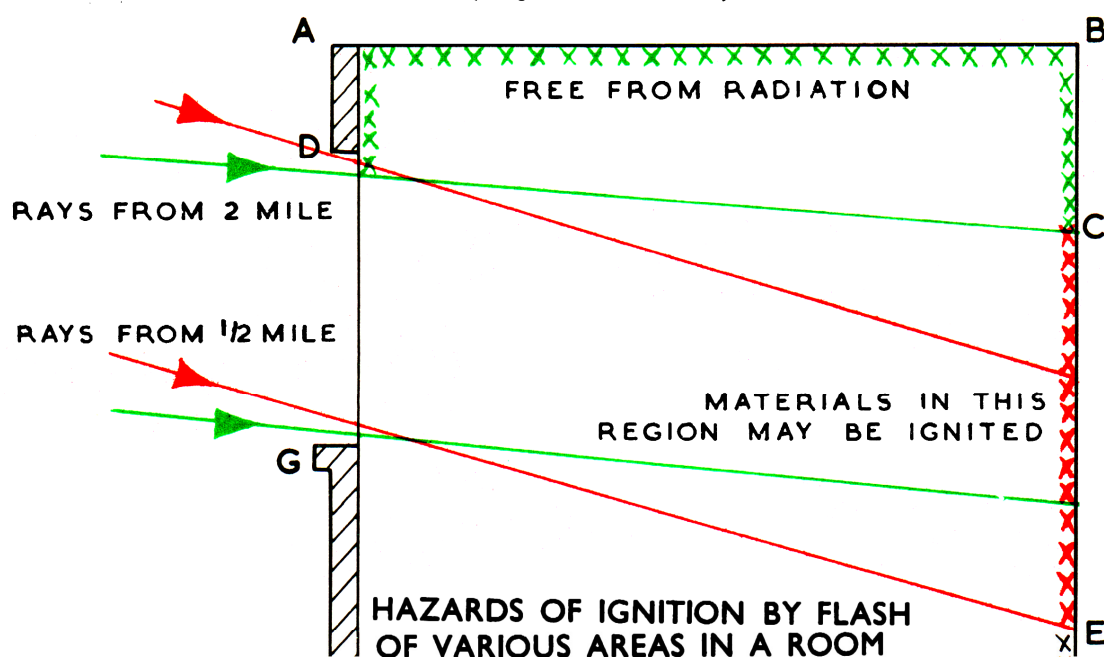 A
B
FREE FROM RADIATION
D
RAYS FROM 2 MILE
C
RAYS FROM 1/2 MILE
MATERIALS IN THIS
REGION MAY BE IGNITED
G
HAZARDS OF IGNITION BY FLASH
OF VARIOUS AREAS IN A ROOM
E